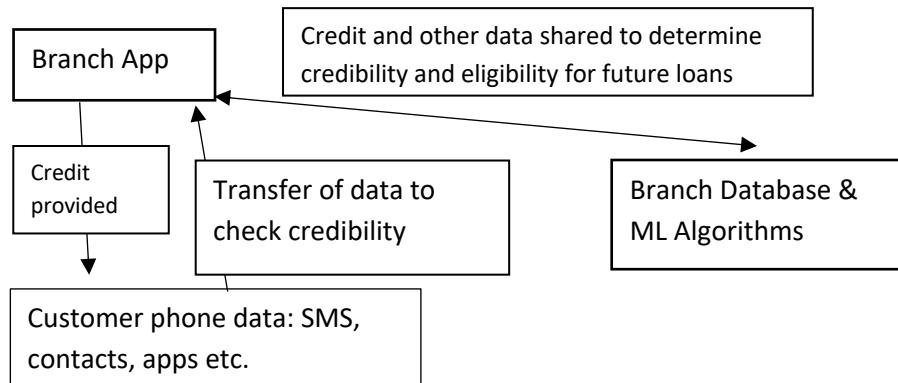 Credit and other data shared to determine
credibility and eligibility for future loans
Branch App
Credit
provided
Transfer of data to
check credibility
Branch Database &
ML Algorithms
Customer phone data: SMS,
contacts, apps etc.